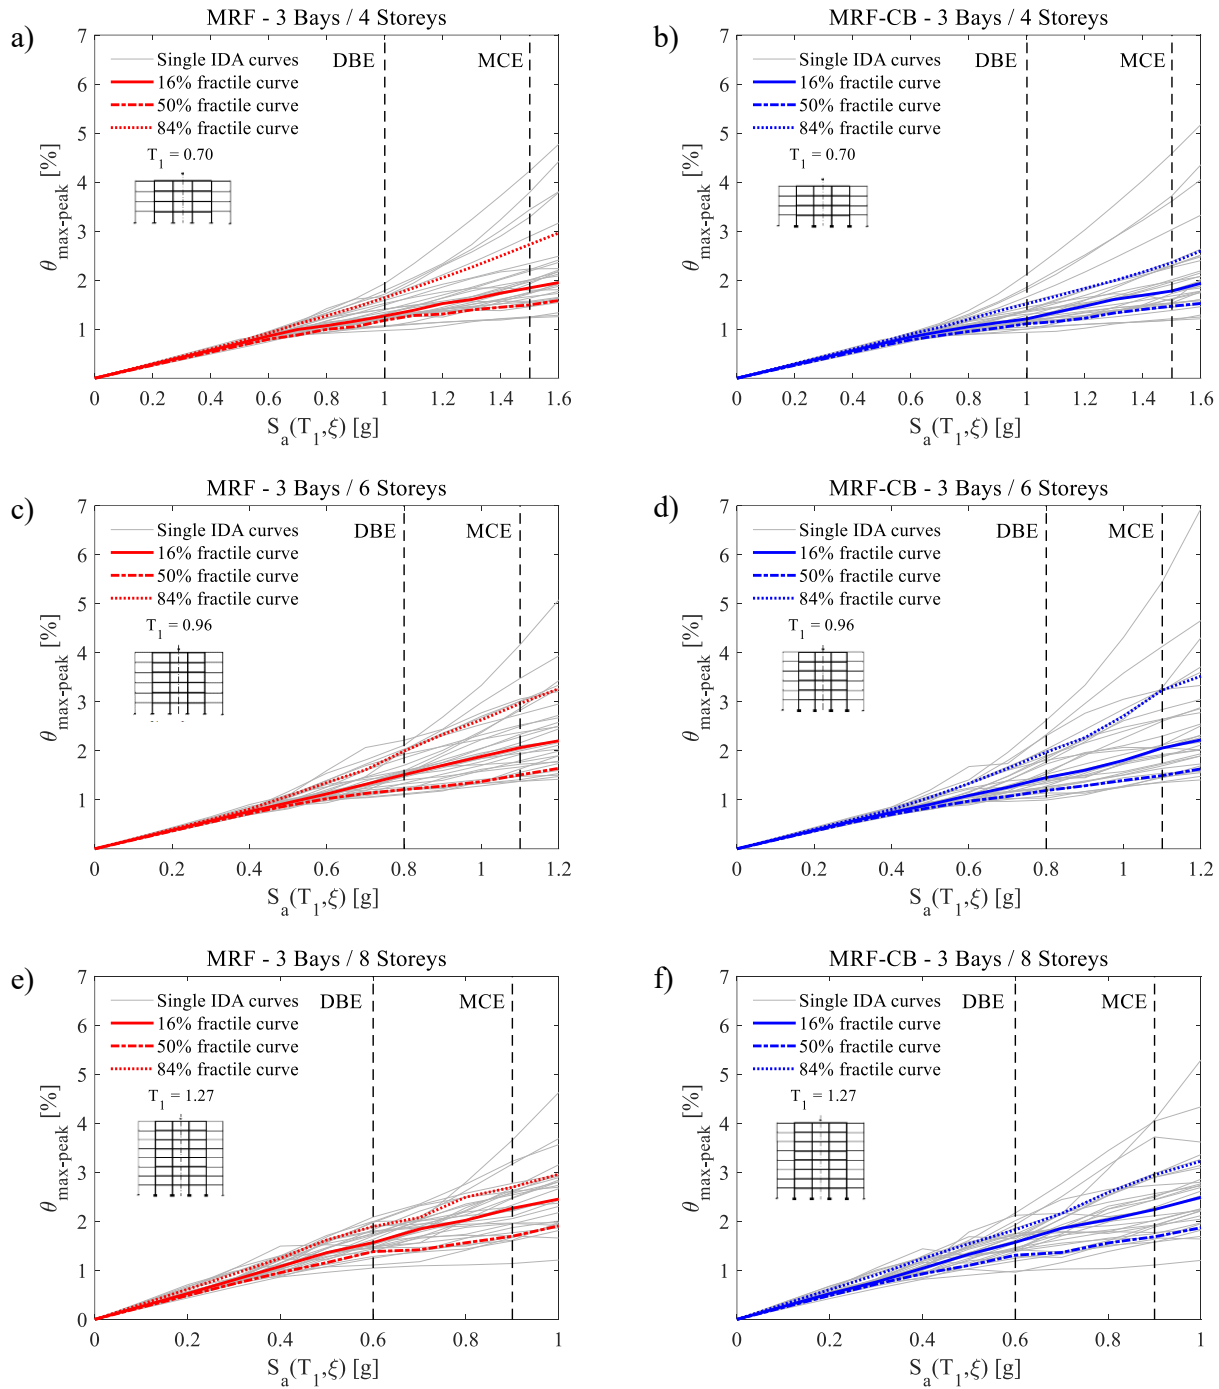 a)
MRF - 3 Bays / 4 Storeys
7
6
5
4
3
2
1
θmax-peak [%]
Single IDA curves
16% fractile curve
50% fractile curve
84% fractile curve
DBE
MCE
T1 = 0.70
0 0.2 0.4 0.6 0.8 1 1.2 1.4 1.6
Sa(T1,ξ) [g]
b)
MRF-CB - 3 Bays / 4 Storeys
7
6
5
4
3
2
1
θmax-peak [%]
Single IDA curves
16% fractile curve
50% fractile curve
84% fractile curve
DBE
MCE
T1 = 0.70
0 0.2 0.4 0.6 0.8 1 1.2 1.4 1.6
Sa(T1,ξ) [g]
c)
MRF - 3 Bays / 6 Storeys
7
6
5
4
3
2
1
θmax-peak [%]
Single IDA curves
16% fractile curve
50% fractile curve
84% fractile curve
DBE
MCE
T1 = 0.96
0 0.2 0.4 0.6 0.8 1 1.2
Sa(T1,ξ) [g]
d)
MRF-CB - 3 Bays / 6 Storeys
7
6
5
4
3
2
1
θmax-peak [%]
Single IDA curves
16% fractile curve
50% fractile curve
84% fractile curve
DBE
MCE
T1 = 0.96
0 0.2 0.4 0.6 0.8 1 1.2
Sa(T1,ξ) [g]
e)
MRF - 3 Bays / 8 Storeys
7
6
5
4
3
2
1
0
θmax-peak [%]
Single IDA curves
16% fractile curve
50% fractile curve
84% fractile curve
DBE
MCE
T1 = 1.27
0 0.2 0.4 0.6 0.8 1
Sa(T1,ξ) [g]
f)
MRF-CB - 3 Bays / 8 Storeys
7
6
5
4
3
2
1
0
θmax-peak [%]
Single IDA curves
16% fractile curve
50% fractile curve
84% fractile curve
DBE
MCE
T1 = 1.27
0 0.2 0.4 0.6 0.8 1
Sa(T1,ξ) [g]